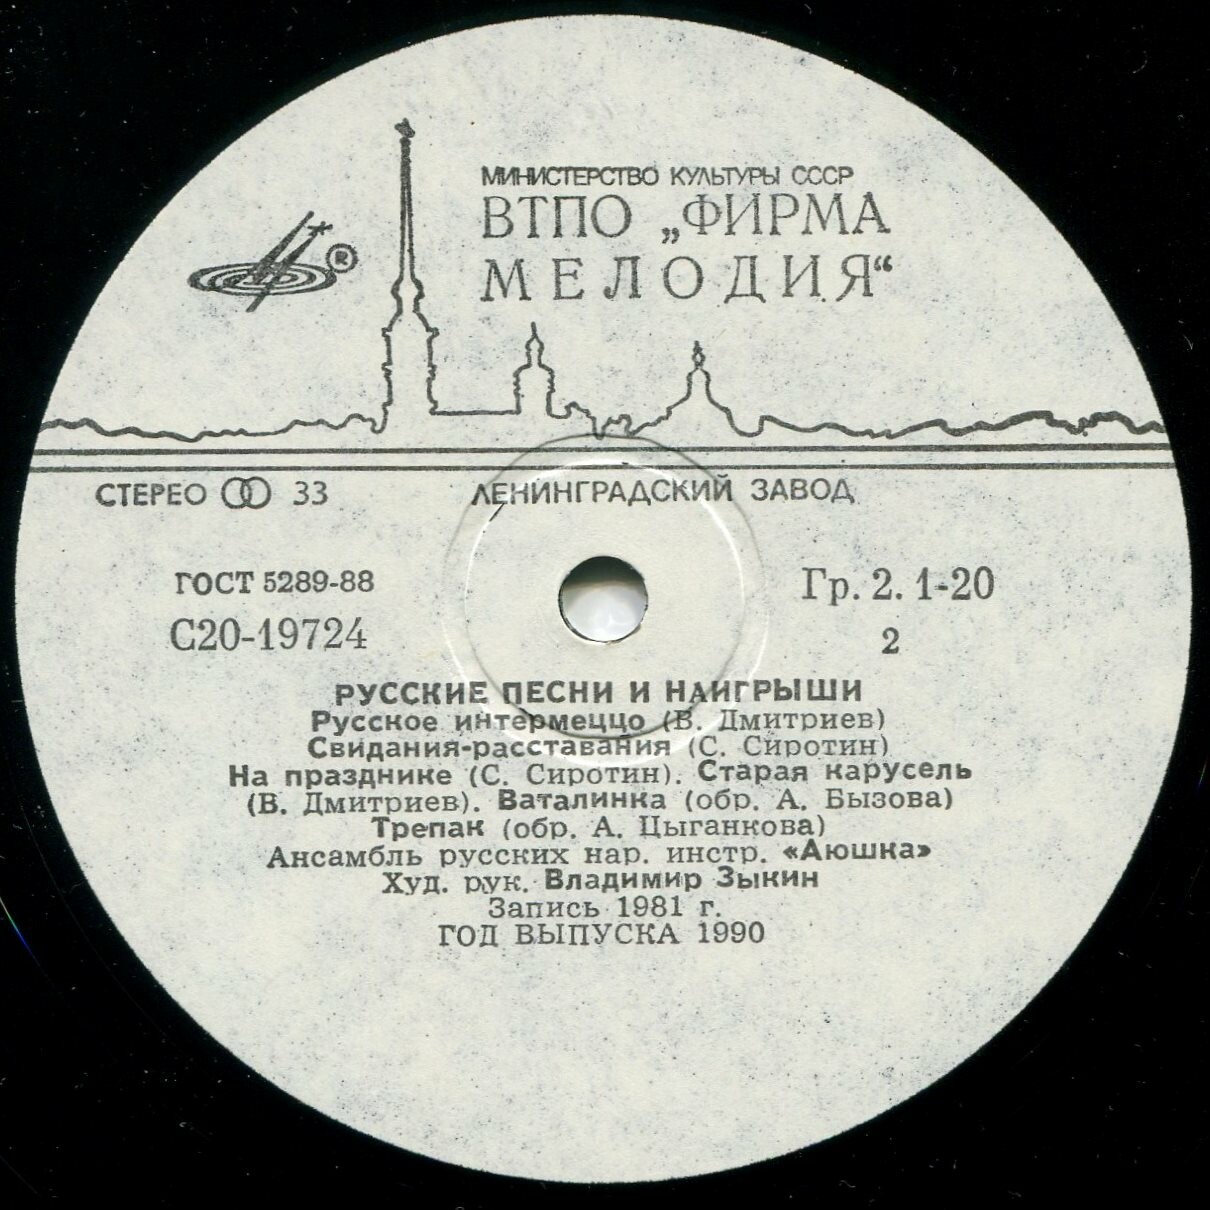 МИНИСТЕРСТВО КУЛЬТУРЫ СССР
ВТПО „ФИРМА
МЕЛОДИЯ“
®
СТЕРЕО 33
ЛЕНИНГРАДСКИЙ ЗАВОД
ГОСТ 5289-88
Гр. 2. 1-20
С20-19724
2
РУССКИЕ ПЕСНИ И НАИГРЫШИ
Русское интермеццо (В. Дмитриев)
Свидания-расставания (С. Сиротин)
На празднике (С. Сиротин). Старая карусель
(В. Дмитриев). Ваталинка (обр. А. Бызова)
Трепак (обр. А. Цыганкова)
Ансамбль русских нар. инстр. «Аюшка»
Худ. рук. Владимир Зыкин
Запись 1981 г.
ГОД ВЫПУСКА 1990